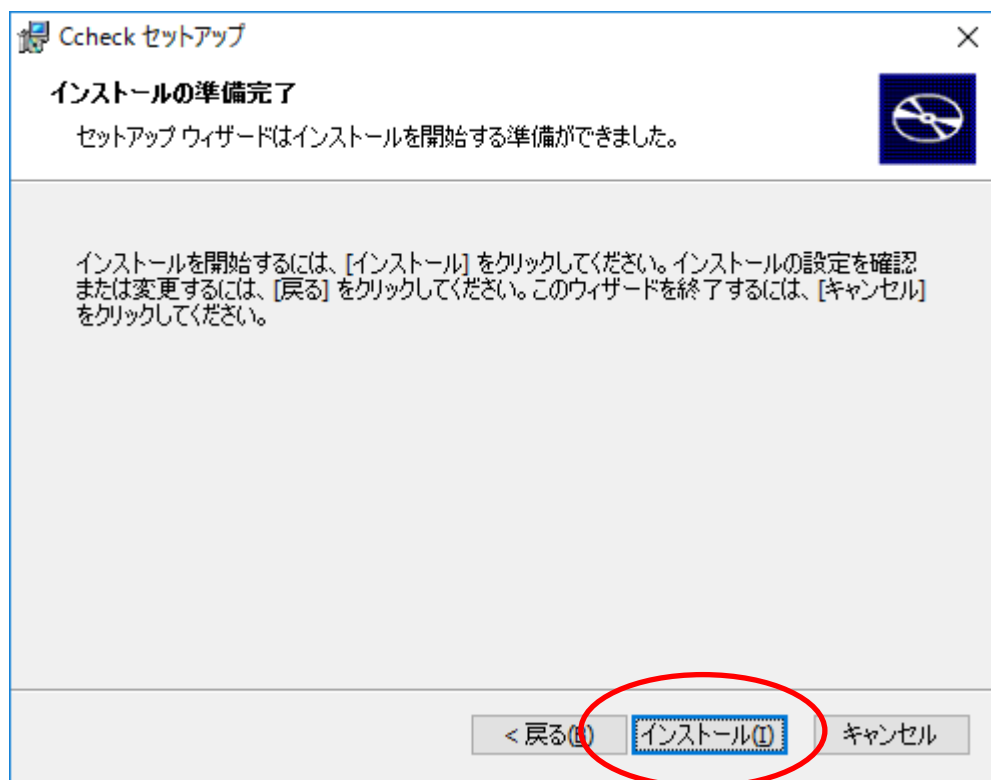 Ccheck セットアップ
インストールの準備完了
セットアップ ウィザードはインストールを開始する準備ができました。
インストールを開始するには、[インストール] をクリックしてください。インストールの設定を確認
または変更するには、[戻る] をクリックしてください。このウィザードを終了するには、[キャンセル]
をクリックしてください。
< 戻る(B) インストール(I) キャンセル